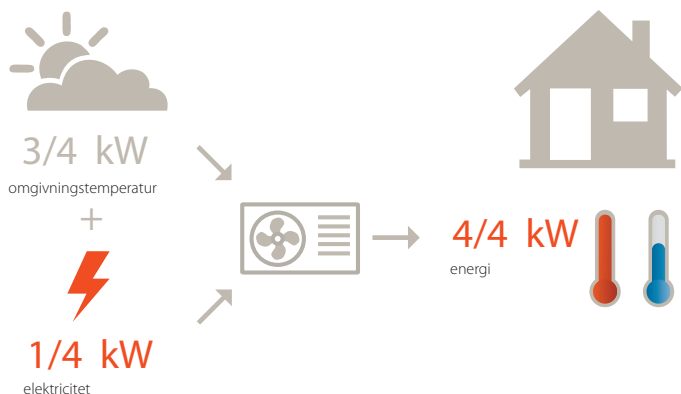 3/4 kW
omgivningstemperatur
+
1/4 kW
elektricitet
4/4 kW
energi